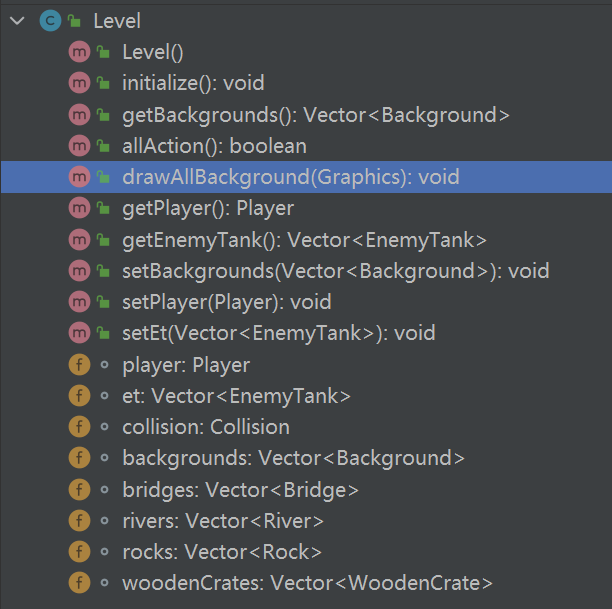 C Level
m Level()
m initialize(): void
m getBackgrounds(): Vector<Background>
m allAction(): boolean
m drawAllBackground(Graphics): void
m getPlayer(): Player
m getEnemyTank(): Vector<EnemyTank>
m setBackgrounds(Vector<Background>): void
m setPlayer(Player): void
m setEt(Vector<EnemyTank>): void
f player: Player
f et: Vector<EnemyTank>
f collision: Collision
f backgrounds: Vector<Background>
f bridges: Vector<Bridge>
f rivers: Vector<River>
f rocks: Vector<Rock>
f woodenCrates: Vector<WoodenCrate>